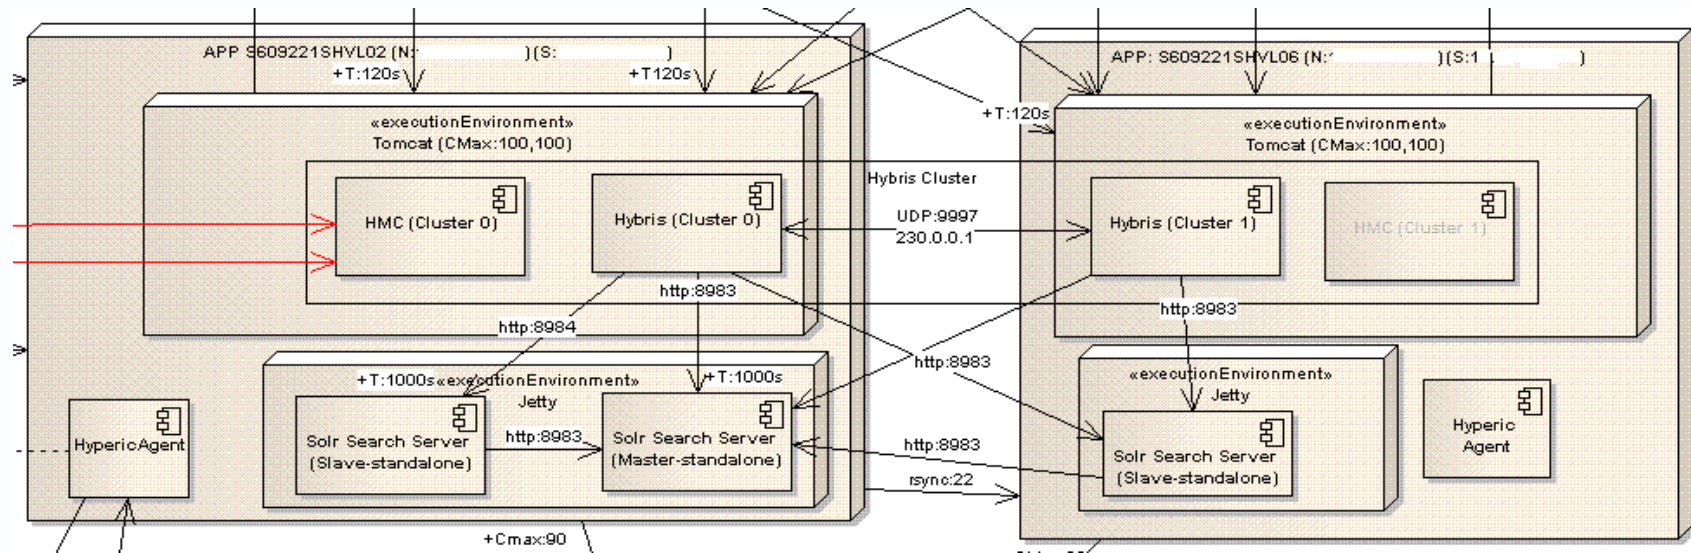 APP S609221SHVL02 (N: )(S: )
APP: S609221SHVL06 (N: )(S:1 )
+T:120s
+T120s
+T:120s
«executionEnvironment»
Tomcat (CMax:100,100)
«executionEnvironment»
Tomcat (CMax:100,100)
Hybris Cluster
HMC (Cluster 0)
Hybris (Cluster 0)
UDP:9997
230.0.0.1
Hybris (Cluster 1)
HMC (Cluster 1)
http:8983
http:8983
http:8984
http:8983
+T:1000s
«executionEnvironment»
Jetty
+T:1000s
«executionEnvironment»
Jetty
HypericAgent
Solr Search Server
(Slave-standalone)
http:8983
Solr Search Server
(Master-standalone)
http:8983
Solr Search Server
(Slave-standalone)
Hyperic
Agent
rsync:22
+Cmax:90